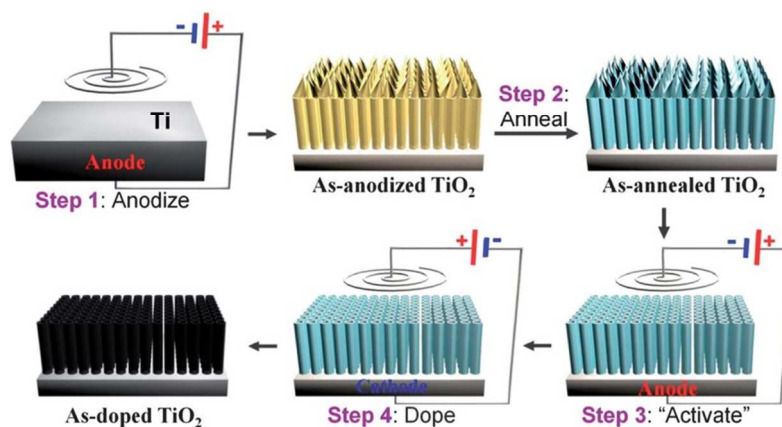 - +
Ti
Anode
Step 1: Anodize
As-anodized TiO₂
Step 2:
Anneal
As-annealed TiO₂
- +
Anode
Step 3: “Activate”
+ -
Cathode
Step 4: Dope
As-doped TiO₂